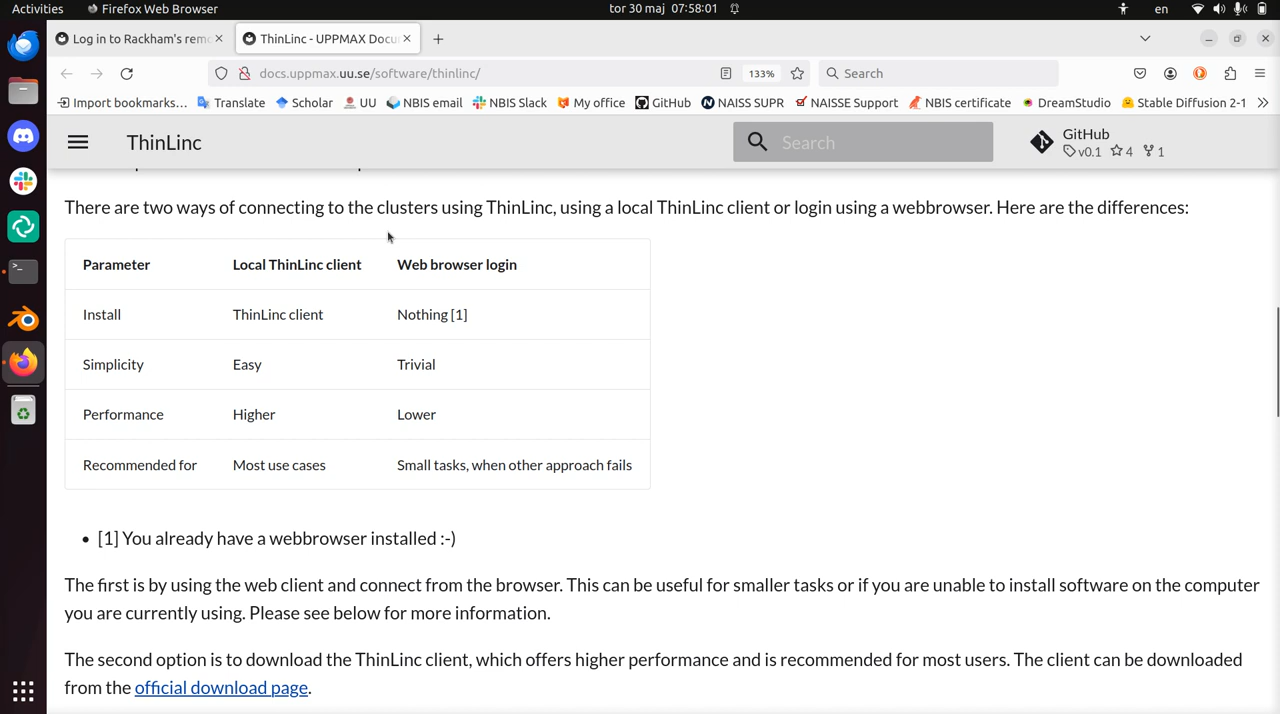 Activities Firefox Web Browser tor 30 maj 07:58:01 en
Log in to Rackham's rem ThinLinc - UPPMAX Docu
docs.uppmax.uu.se/software/thinlinc/ 133% Search
Import bookmarks... Translate Scholar UU NBIS email NBIS Slack My office GitHub NAISS SUPR NAISSE Support NBIS certificate DreamStudio Stable Diffusion 2-1
ThinLinc Search GitHub
v0.1 4 1
There are two ways of connecting to the clusters using ThinLinc, using a local ThinLinc client or login using a webbrowser. Here are the differences:
Parameter Local ThinLinc client Web browser login
Install ThinLinc client Nothing [1]
Simplicity Easy Trivial
Performance Higher Lower
Recommended for Most use cases Small tasks, when other approach fails
• [1] You already have a webbrowser installed :-)
The first is by using the web client and connect from the browser. This can be useful for smaller tasks or if you are unable to install software on the computer
you are currently using. Please see below for more information.
The second option is to download the ThinLinc client, which offers higher performance and is recommended for most users. The client can be downloaded
from the official download page.